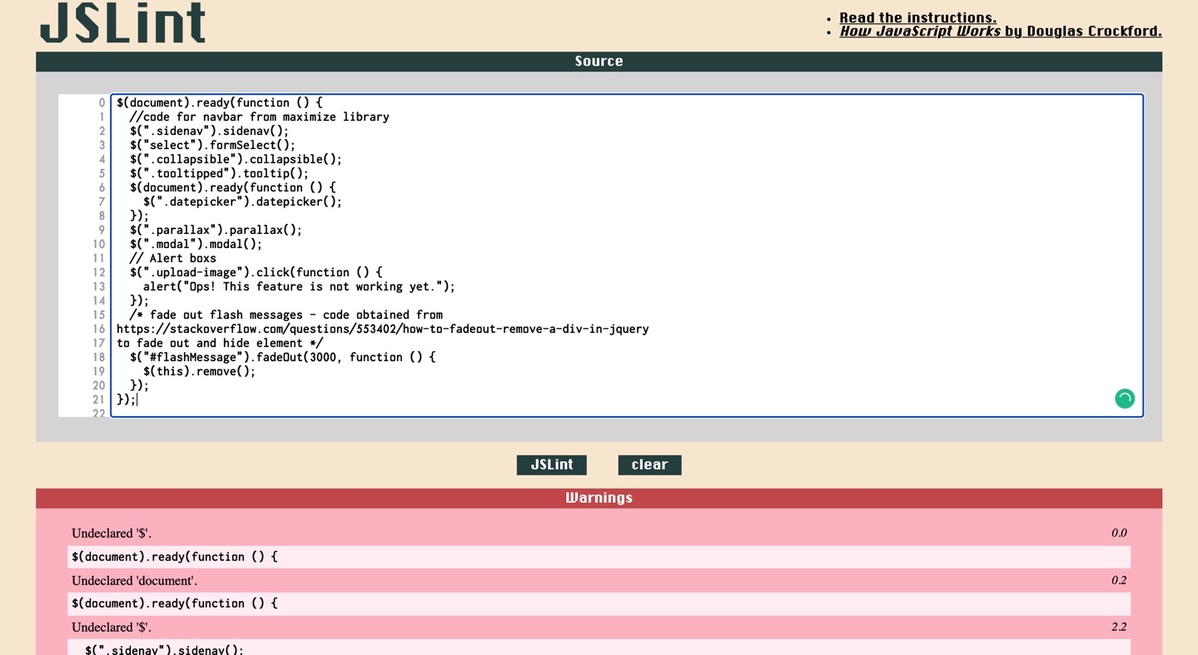 JSLint
• Read the instructions.
• How JavaScript Works by Douglas Crockford.
Source
0 $(document).ready(function () {
1   //code for navbar from maximize library
2   $(".sidenav").sidenav();
3   $("select").formSelect();
4   $(".collapsible").collapsible();
5   $(".tooltipped").tooltip();
6   $(document).ready(function () {
7     $(".datepicker").datepicker();
8   });
9   $(".parallax").parallax();
10   $(".modal").modal();
11   // Alert boxs
12   $(".upload-image").click(function () {
13     alert("Ops! This feature is not working yet.");
14   });
15   /* fade out flash messages - code obtained from
16 https://stackoverflow.com/questions/553402/how-to-fadeout-remove-a-div-in-jquery
17 to fade out and hide element */
18   $("#flashMessage").fadeOut(3000, function () {
19     $(this).remove();
20   });
21 });
22
JSLint clear
Warnings
Undeclared '$'. 0.0
$(document).ready(function () {
Undeclared 'document'. 0.2
$(document).ready(function () {
Undeclared '$'. 2.2
$(".sidenav").sidenav();